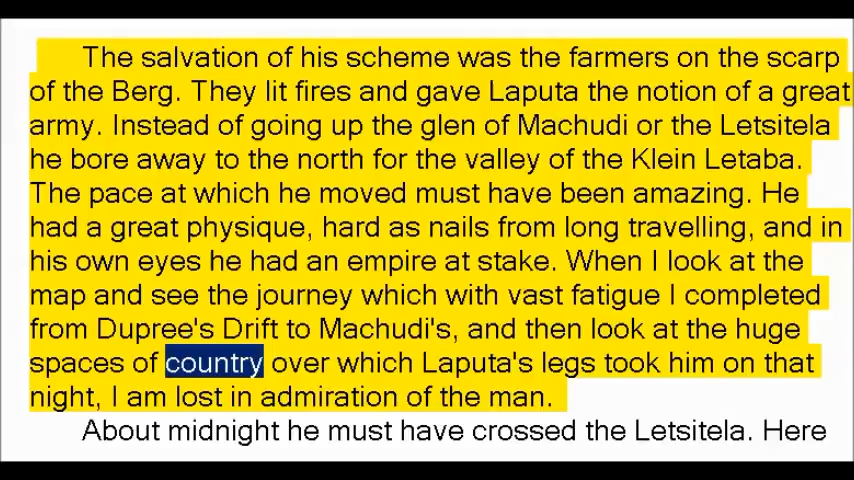 The salvation of his scheme was the farmers on the scarp
of the Berg. They lit fires and gave Laputa the notion of a great
army. Instead of going up the glen of Machudi or the Letsitela
he bore away to the north for the valley of the Klein Letaba.
The pace at which he moved must have been amazing. He
had a great physique, hard as nails from long travelling, and in
his own eyes he had an empire at stake. When I look at the
map and see the journey which with vast fatigue I completed
from Dupree's Drift to Machudi's, and then look at the huge
spaces of country over which Laputa's legs took him on that
night, I am lost in admiration of the man.
About midnight he must have crossed the Letsitela. Here